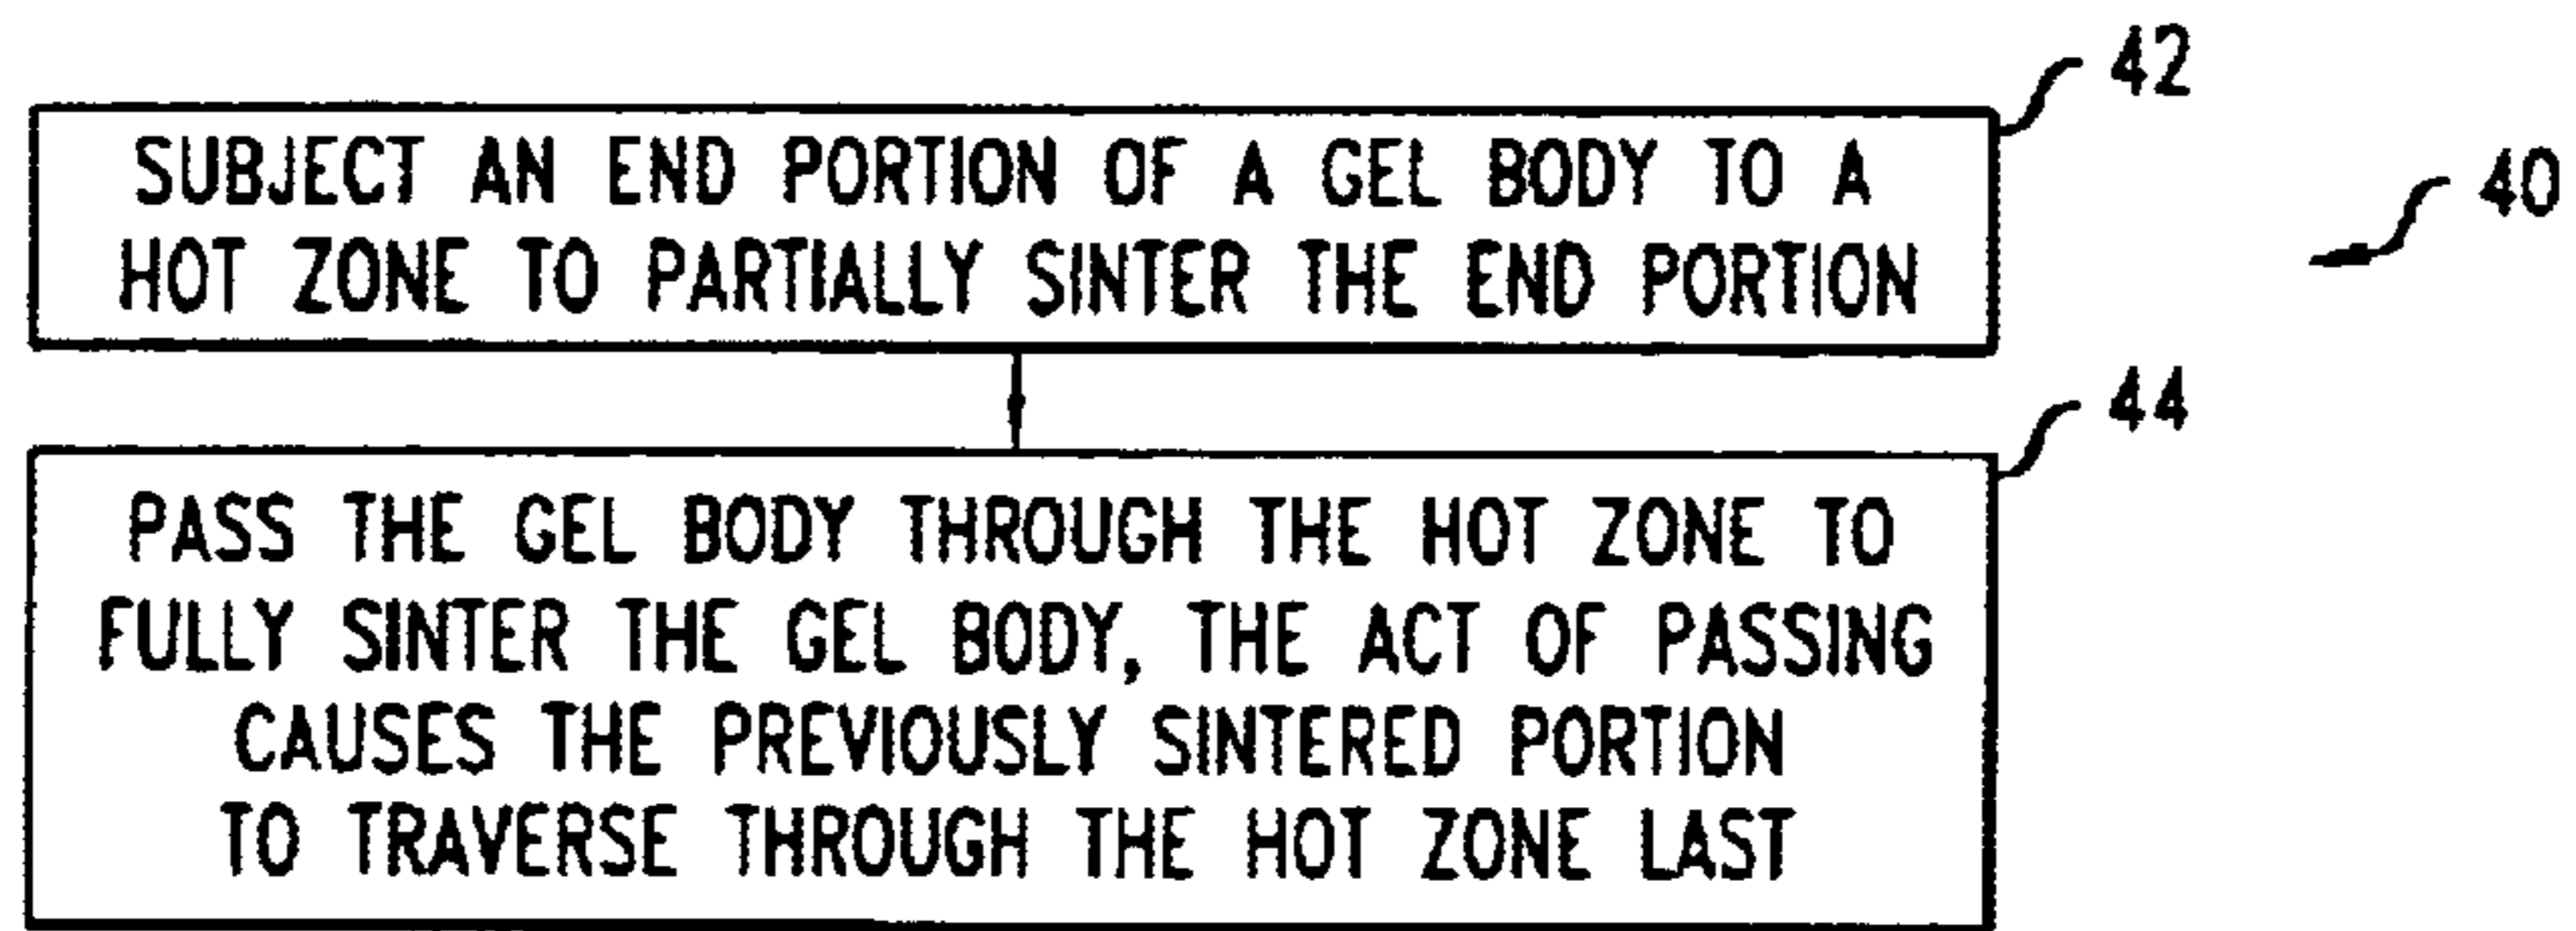 42
SUBJECT AN END PORTION OF A GEL BODY TO A
HOT ZONE TO PARTIALLY SINTER THE END PORTION
40
44
PASS THE GEL BODY THROUGH THE HOT ZONE TO
FULLY SINTER THE GEL BODY, THE ACT OF PASSING
CAUSES THE PREVIOUSLY SINTERED PORTION
TO TRAVERSE THROUGH THE HOT ZONE LAST